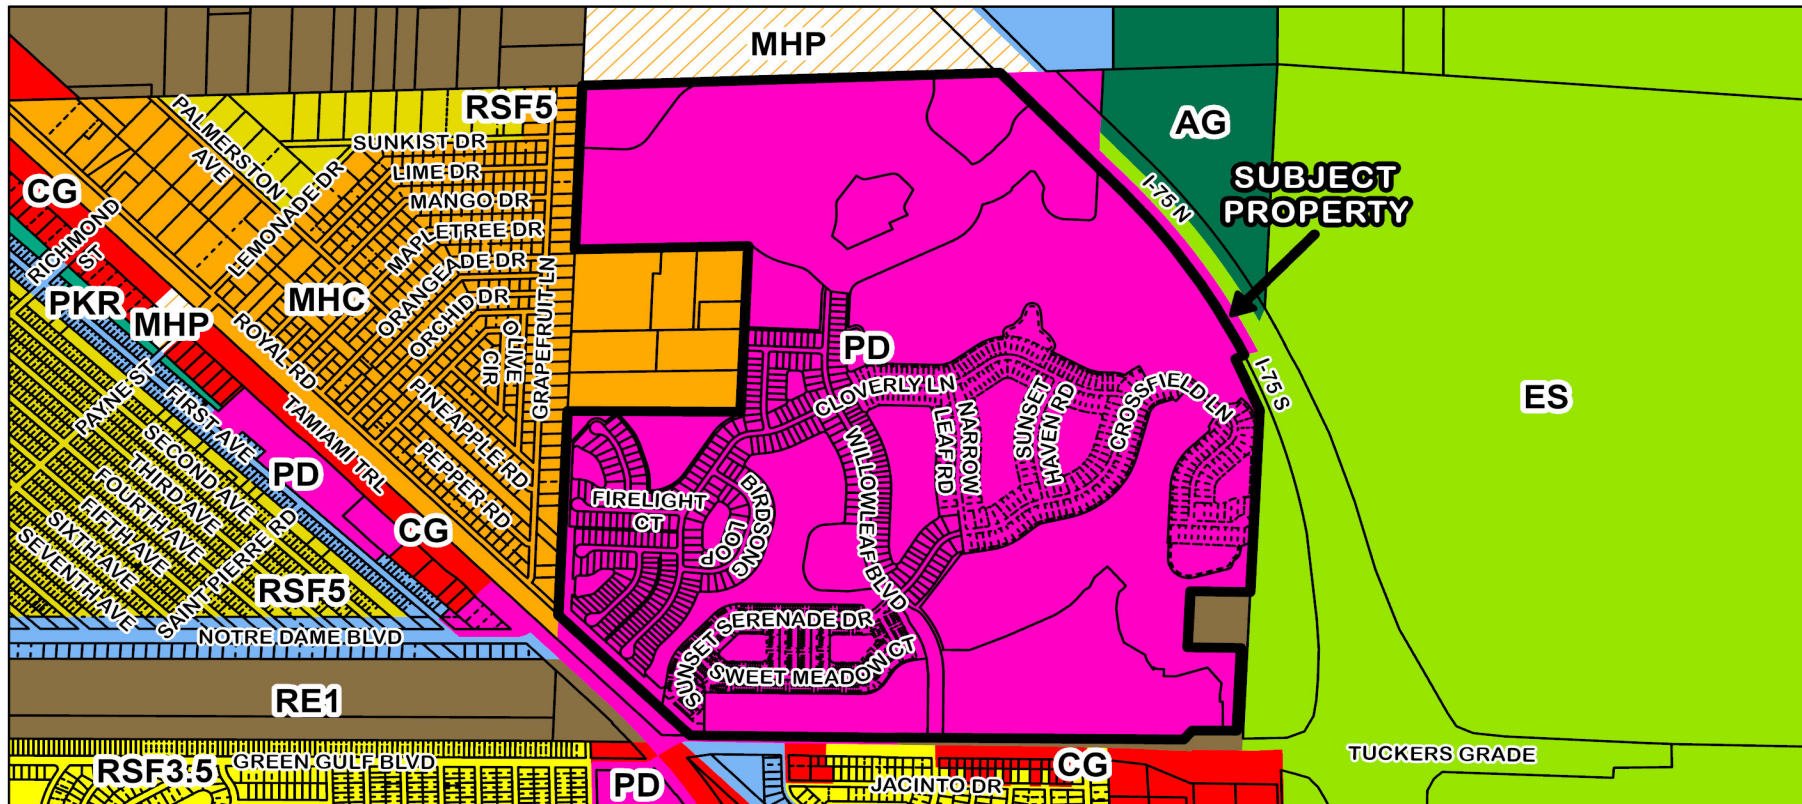 MHP
RSF5
AG
PALMERSTON
AVE
SUNKIST DR
LIME DR
MANGO DR
MAPLETREE DR
ORANGEADE DR
ORCHID DR
OLIVE
CIR
GRAPEFRUIT LN
LEMONADE DR
CG
RICHMOND
ST
PKR
MHP
MHC
ROYAL RD
PAYNE ST
FIRST AVE
TAMIAMI TRL
PINEAPPLE RD
PEPPER RD
SECOND AVE
THIRD AVE
FOURTH AVE
FIFTH AVE
SIXTH AVE
SEVENTH AVE
SAINT PIERRE RD
PD
CG
RSF5
NOTRE DAME BLVD
RE1
RSF3.5
GREEN GULF BLVD
I-75 N
SUBJECT
PROPERTY
I-75 S
ES
PD
CLOVERLY LN
NARROW
LEAF RD
SUNSET
HAVEN RD
CROSSFIELD LN
WILLOWLEAF BLVD
FIRELIGHT
CT
BIRDSONG
LOOP
SUNSET SERENADE DR
SWEET MEADOW CT
PD
CG
JACINTO DR
TUCKERS GRADE